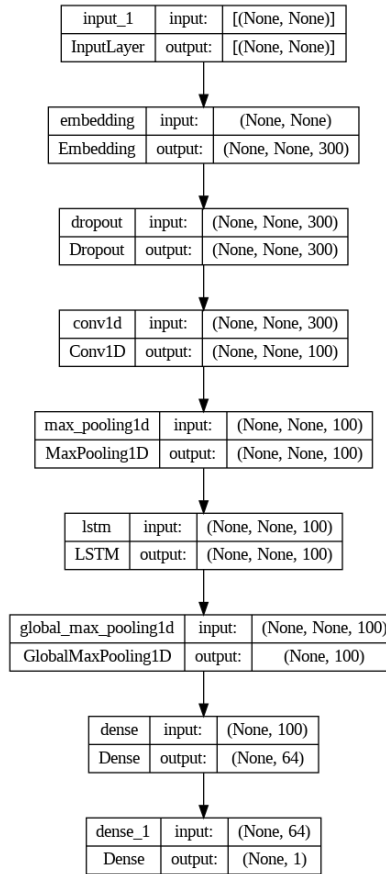 input_1 input: [(None, None)]
InputLayer output: [(None, None)]
embedding input: (None, None)
Embedding output: (None, None, 300)
dropout input: (None, None, 300)
Dropout output: (None, None, 300)
conv1d input: (None, None, 300)
Conv1D output: (None, None, 100)
max_pooling1d input: (None, None, 100)
MaxPooling1D output: (None, None, 100)
lstm input: (None, None, 100)
LSTM output: (None, None, 100)
global_max_pooling1d input: (None, None, 100)
GlobalMaxPooling1D output: (None, 100)
dense input: (None, 100)
Dense output: (None, 64)
dense_1 input: (None, 64)
Dense output: (None, 1)